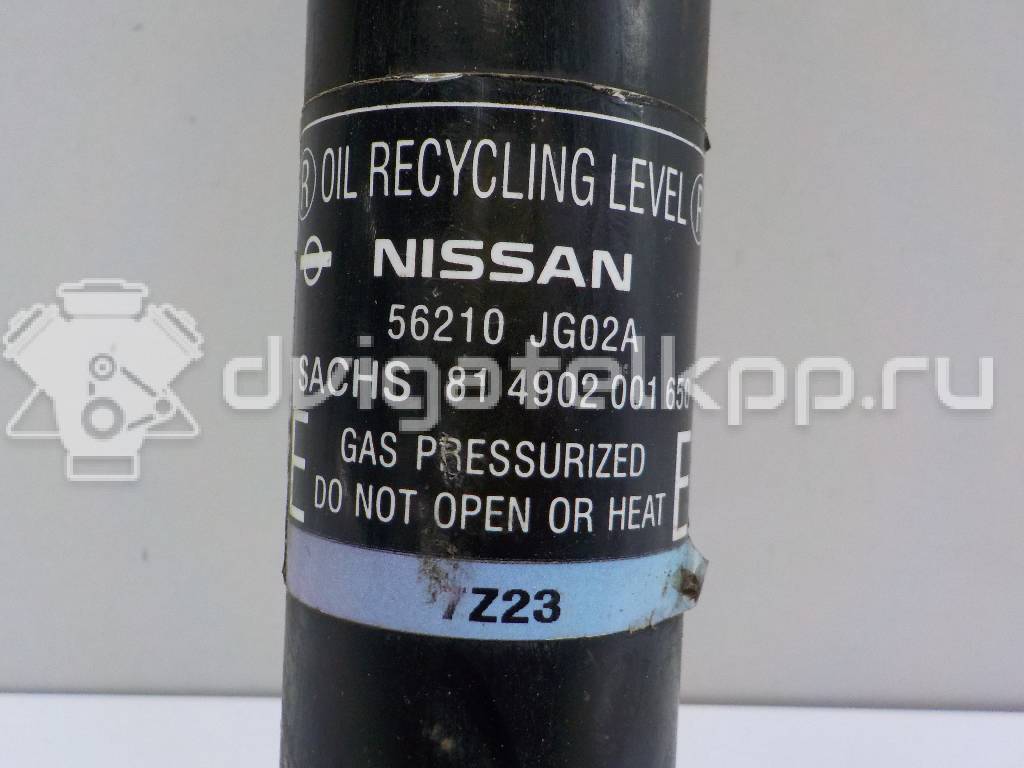 ® OIL RECYCLING LEVEL ®
NISSAN
56210 JG02A
SACHS 81 4902 001 650
GAS PRESSURIZED
E DO NOT OPEN OR HEAT E
Z23
dvigatelkpp.ru